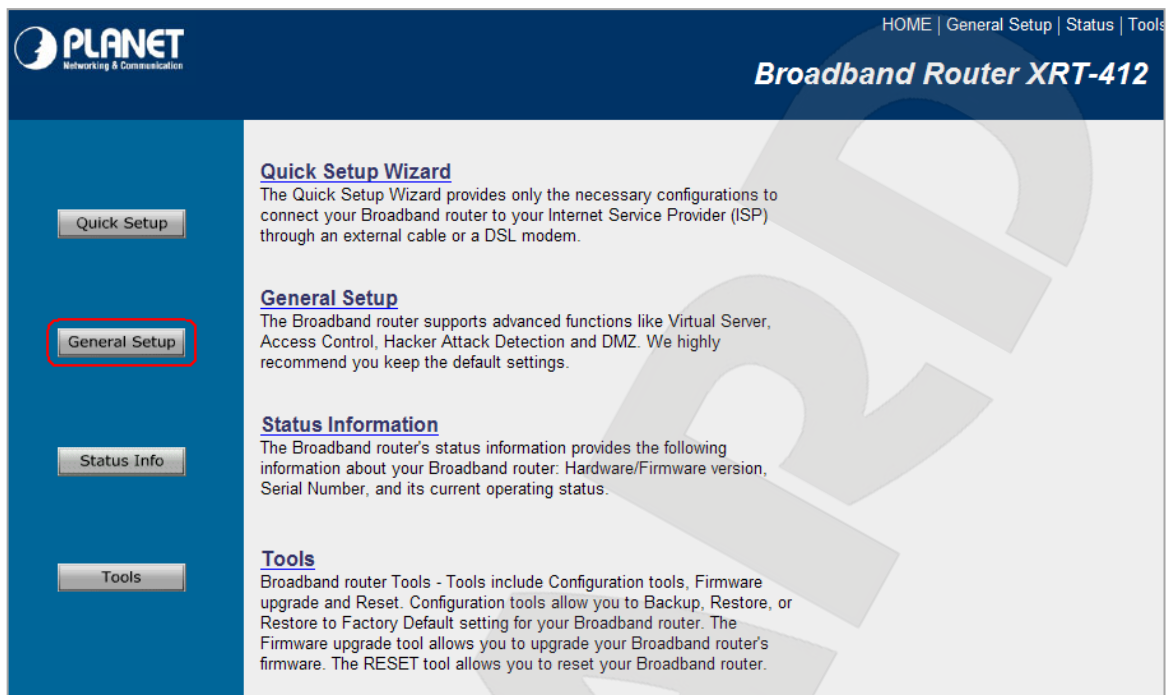 PLANET
Networking & Communication
HOME | General Setup | Status | Tools
Broadband Router XRT-412
Quick Setup
Quick Setup Wizard
The Quick Setup Wizard provides only the necessary configurations to
connect your Broadband router to your Internet Service Provider (ISP)
through an external cable or a DSL modem.
General Setup
General Setup
The Broadband router supports advanced functions like Virtual Server,
Access Control, Hacker Attack Detection and DMZ. We highly
recommend you keep the default settings.
Status Info
Status Information
The Broadband router's status information provides the following
information about your Broadband router: Hardware/Firmware version,
Serial Number, and its current operating status.
Tools
Tools
Broadband router Tools - Tools include Configuration tools, Firmware
upgrade and Reset. Configuration tools allow you to Backup, Restore, or
Restore to Factory Default setting for your Broadband router. The
Firmware upgrade tool allows you to upgrade your Broadband router's
firmware. The RESET tool allows you to reset your Broadband router.